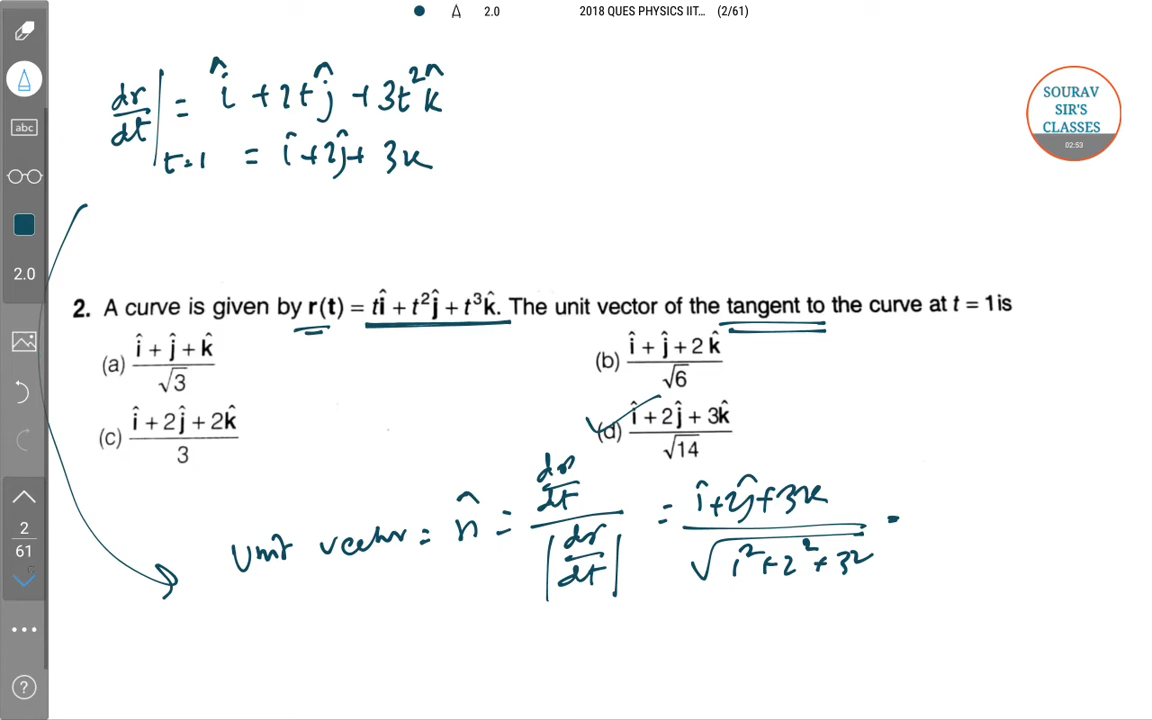 2.0 2018 QUES PHYSICS IIT... (2/61)
SOURAV
SIR'S
CLASSES
02:53
abc
2.0
2
61
...
?
dr/dt |t=1 = î + 2tĵ + 3t²k̂
= î + 2ĵ + 3k
2. A curve is given by r(t) = tî + t²ĵ + t³k̂. The unit vector of the tangent to the curve at t = 1 is
(a) (î + ĵ + k̂)/√3
(b) (î + ĵ + 2 k̂)/√6
(c) (î + 2ĵ + 2k̂)/3
(d) (î + 2ĵ + 3k̂)/√14
Unit vector = n̂ = (dr/dt)/|dr/dt| = (î + 2ĵ + 3k)/√(1² + 2² + 3²) =